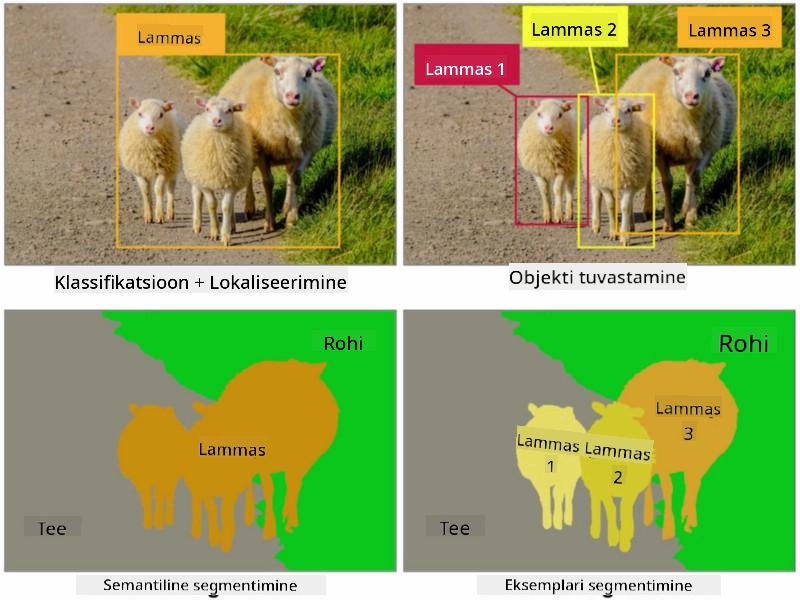 Lammas
Klassifikatsioon + Lokaliseerimine
Lammas 1
Lammas 2
Lammas 3
Objekti tuvastamine
Rohi
Lammas
Tee
Semantiline segmentimine
Rohi
Lammas
1
Lammas
2
Lammas
3
Tee
Eksemplari segmentimine